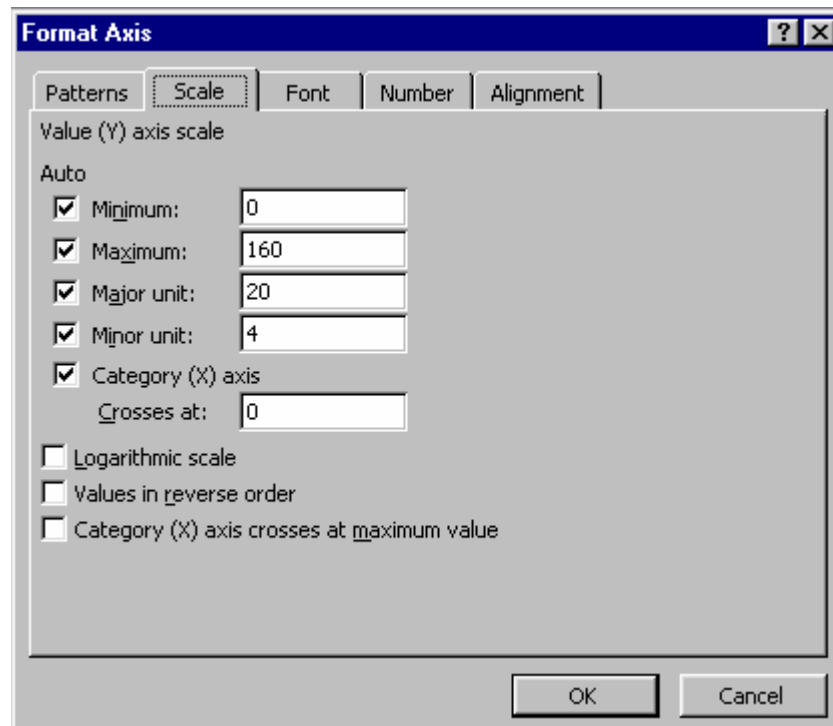 Format Axis
Patterns Scale Font Number Alignment
Value (Y) axis scale
Auto
Minimum: 0
Maximum: 160
Major unit: 20
Minor unit: 4
Category (X) axis
Crosses at: 0
Logarithmic scale
Values in reverse order
Category (X) axis crosses at maximum value
OK Cancel